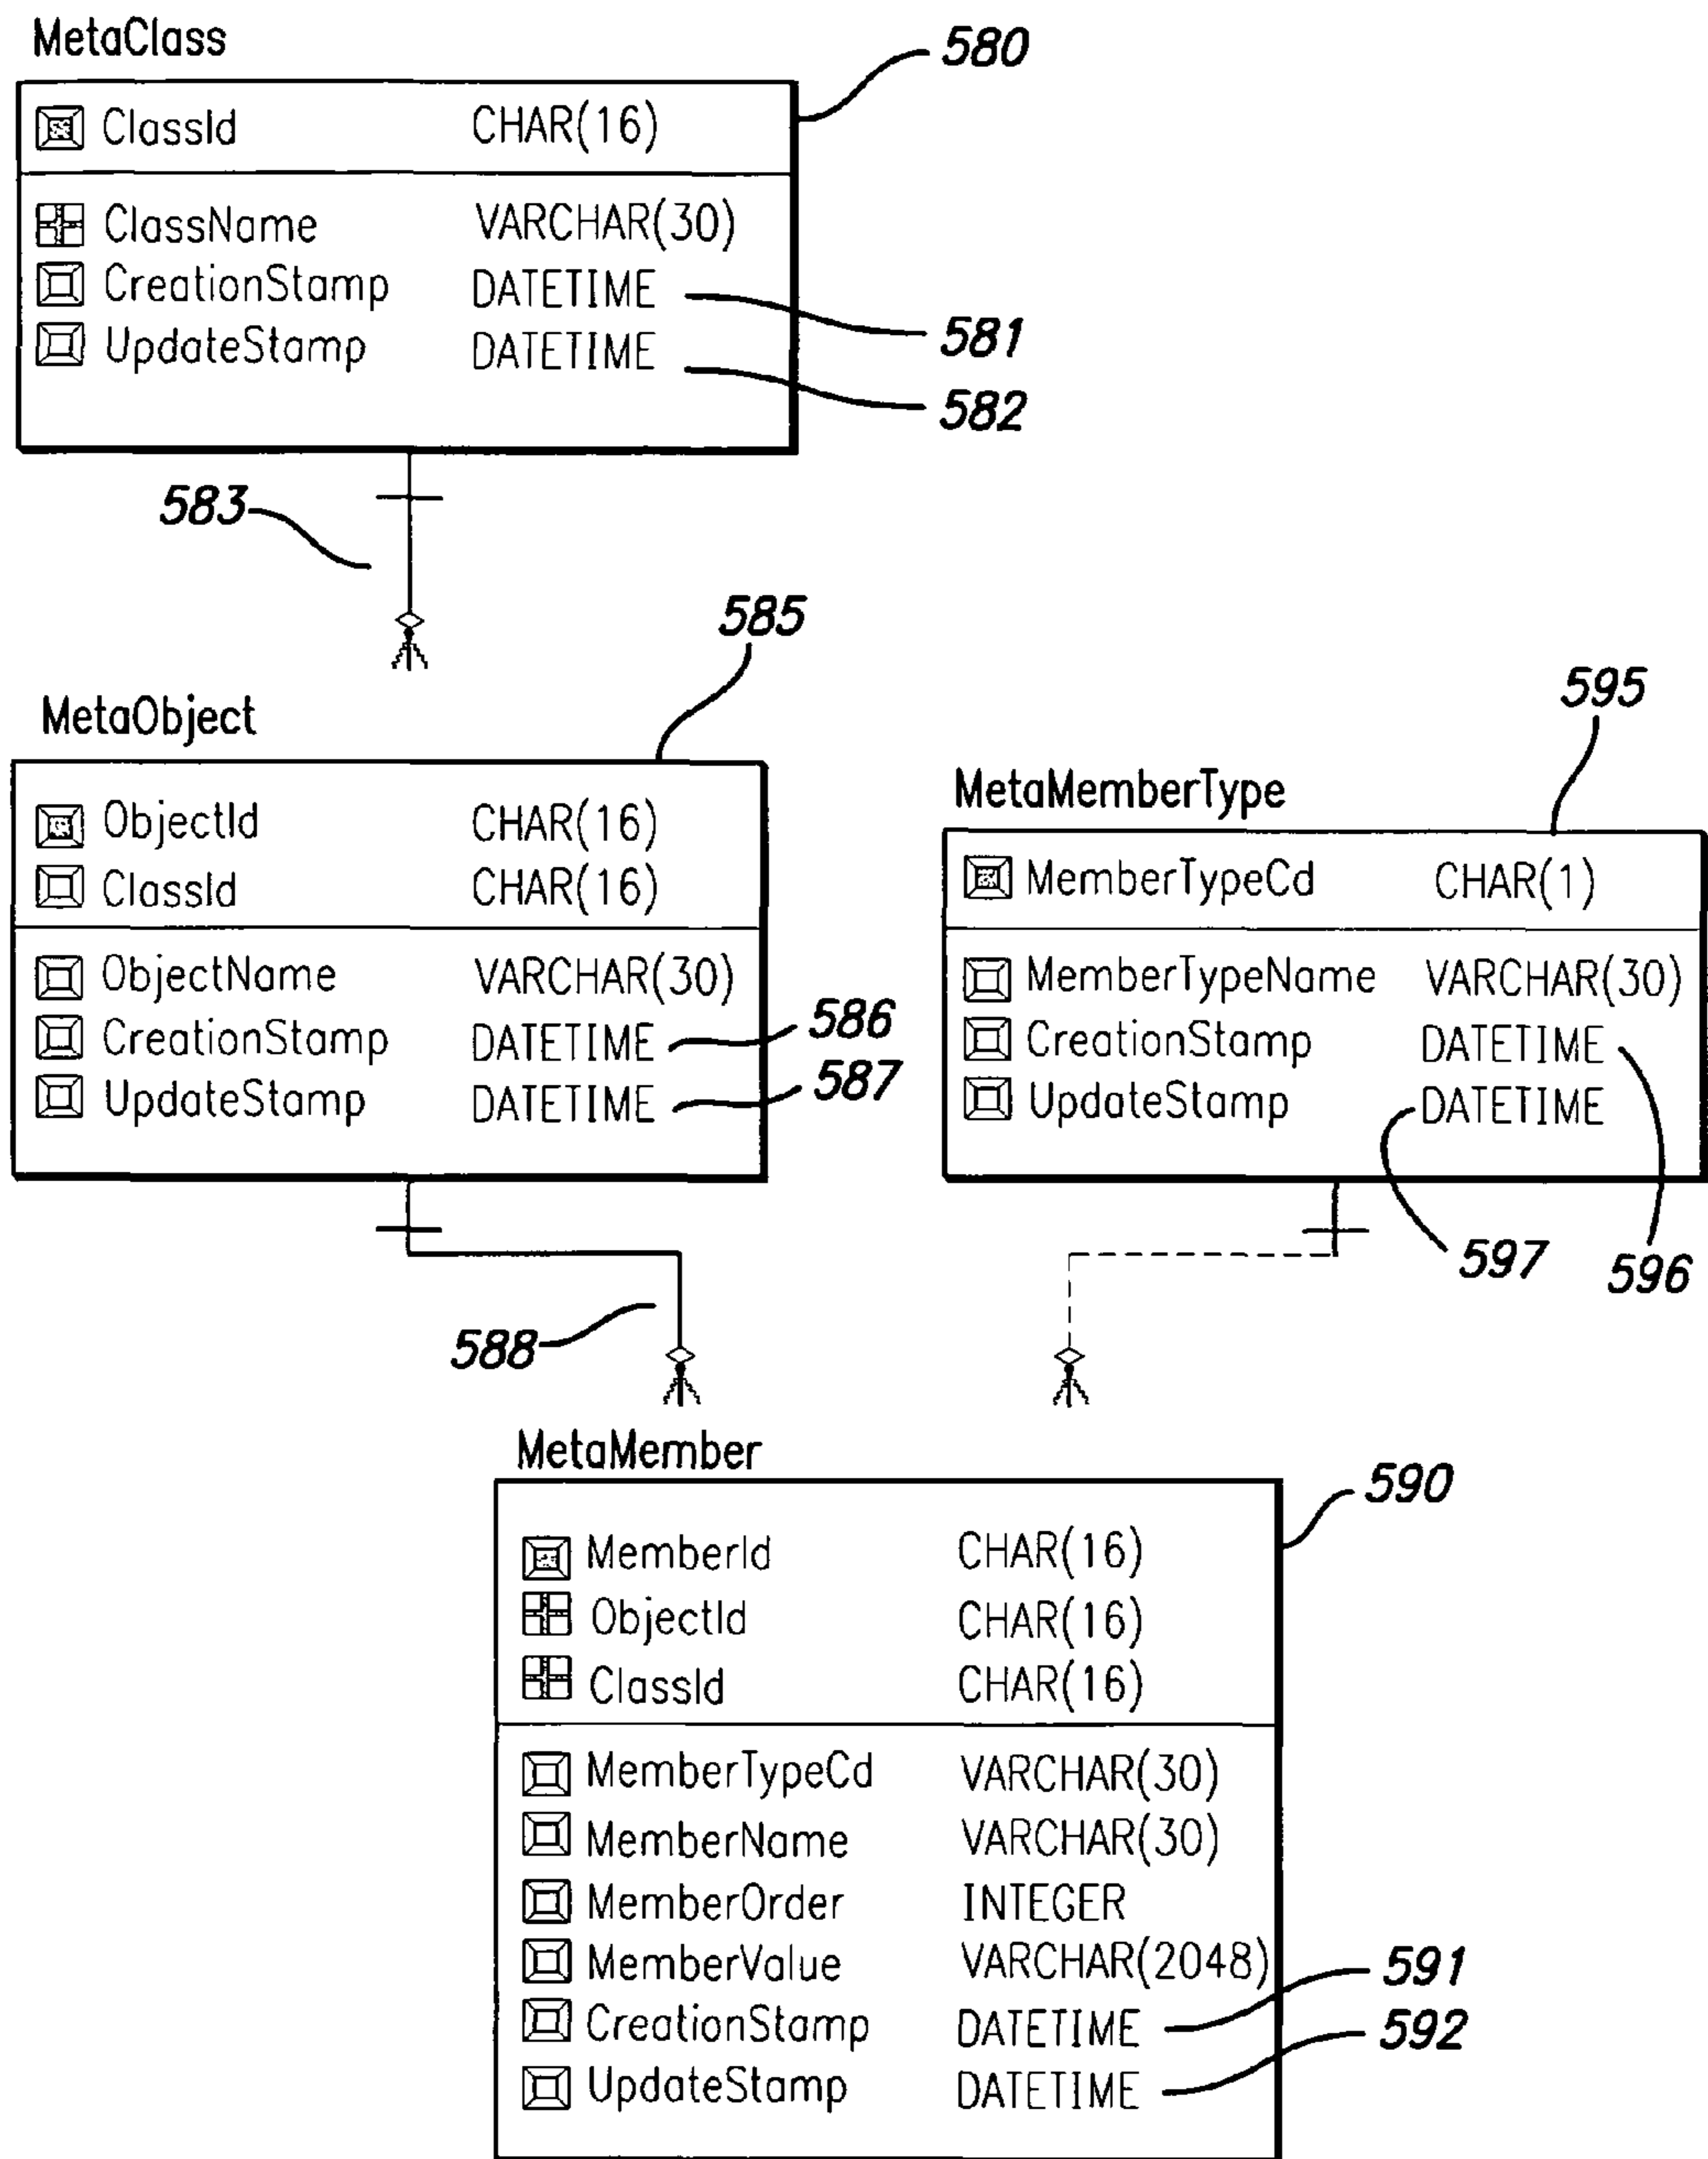 MetaClass
580
ClassId CHAR(16)
ClassName VARCHAR(30)
CreationStamp DATETIME
581
UpdateStamp DATETIME
582
583
585
MetaObject
ObjectId CHAR(16)
ClassId CHAR(16)
ObjectName VARCHAR(30)
CreationStamp DATETIME 586
UpdateStamp DATETIME 587
595
MetaMemberType
MemberTypeCd CHAR(1)
MemberTypeName VARCHAR(30)
CreationStamp DATETIME
UpdateStamp DATETIME
597 596
588
MetaMember
590
MemberId CHAR(16)
ObjectId CHAR(16)
ClassId CHAR(16)
MemberTypeCd VARCHAR(30)
MemberName VARCHAR(30)
MemberOrder INTEGER
MemberValue VARCHAR(2048)
591
CreationStamp DATETIME
592
UpdateStamp DATETIME